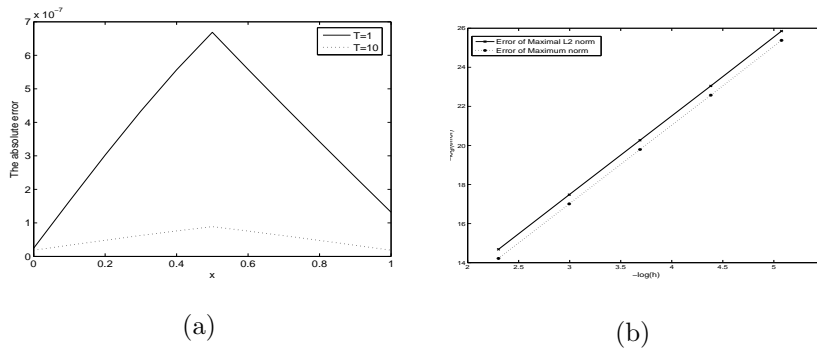 x 10⁻⁷
7
6
5
4
3
2
1
0
The absolute error
T=1
T=10
0
0.2
0.4
0.6
0.8
1
x
(a)
26
24
22
20
18
16
14
Error of Maximal L2 norm
Error of Maximum norm
2
2.5
3
3.5
4
4.5
5
−log(h)
(b)